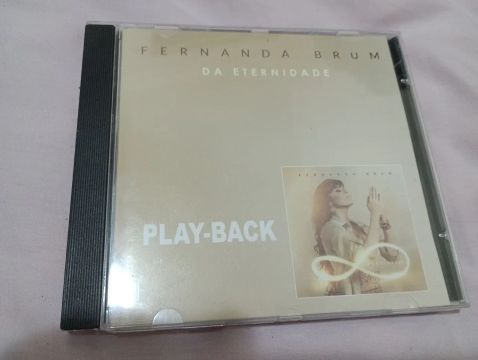 FERNANDA BRUM
DA ETERNIDADE
PLAY-BACK
FERNANDA BRUM